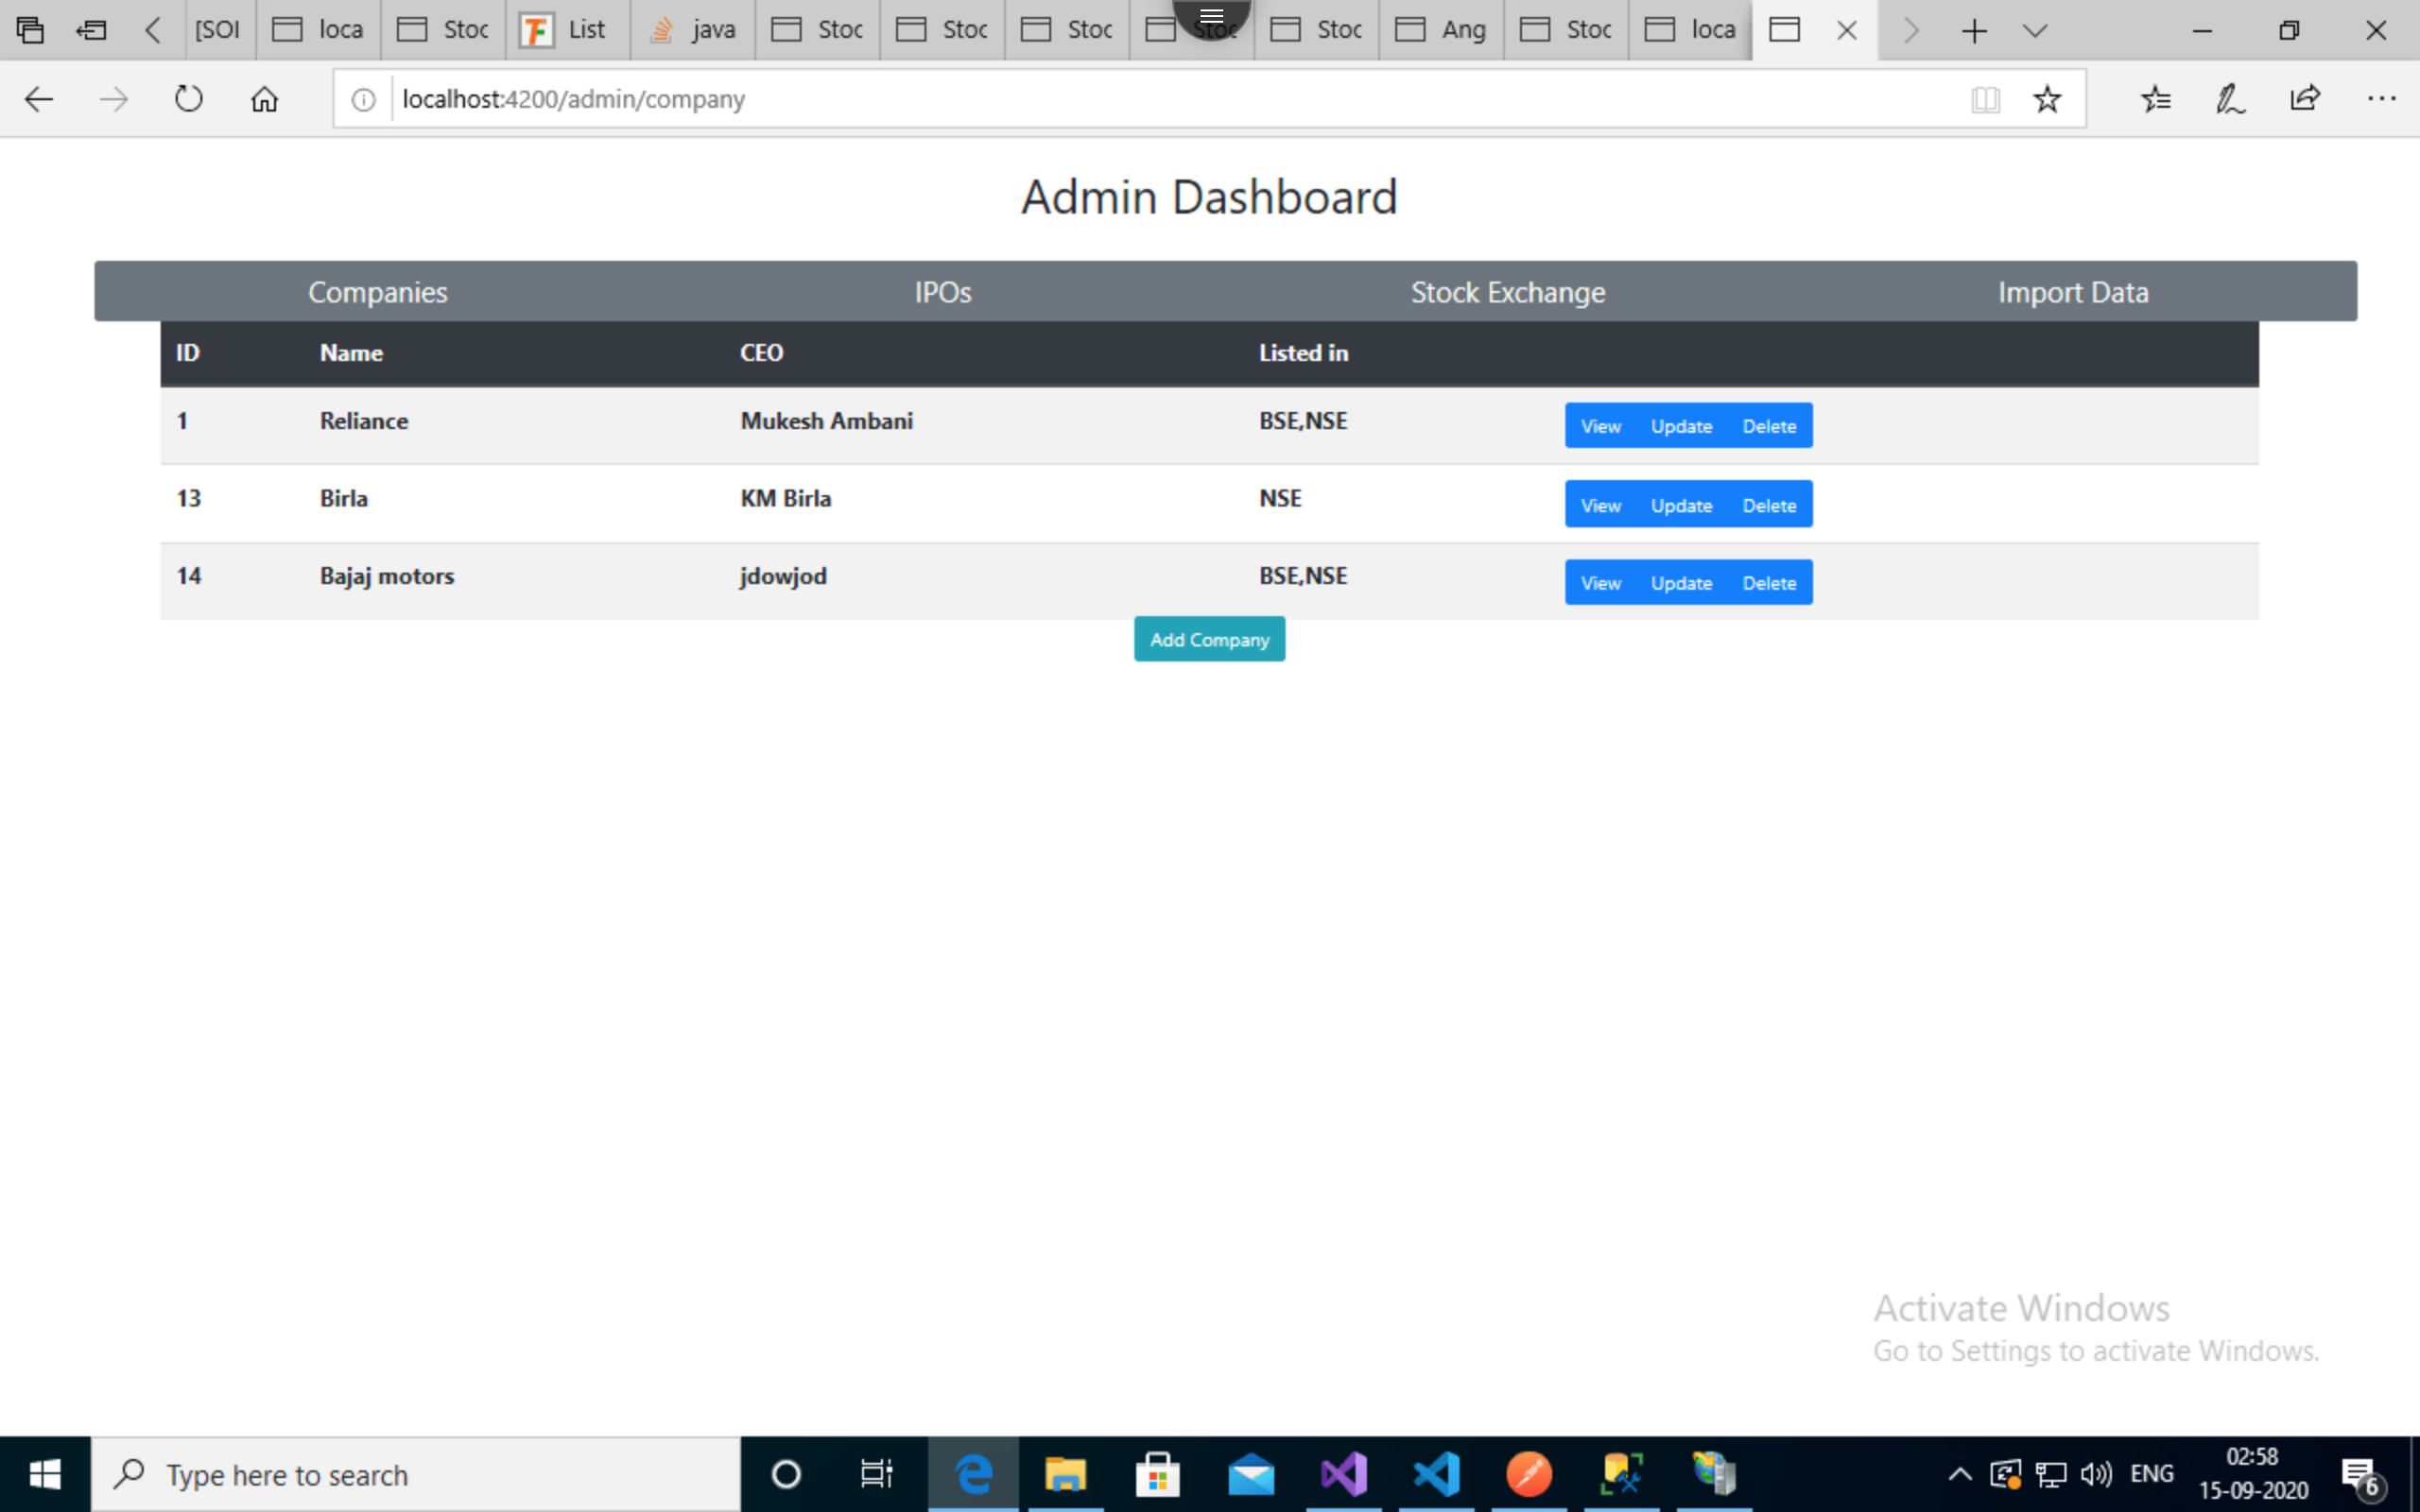 [SOI loca Stoc List java Stoc Stoc Stoc Stoc Stoc Ang Stoc loca
localhost:4200/admin/company
Admin Dashboard
Companies IPOs Stock Exchange Import Data
ID Name CEO Listed in
1 Reliance Mukesh Ambani BSE,NSE View Update Delete
13 Birla KM Birla NSE View Update Delete
14 Bajaj motors jdowjod BSE,NSE View Update Delete
Add Company
Activate Windows
Go to Settings to activate Windows.
Type here to search ENG 02:58
15-09-2020 6